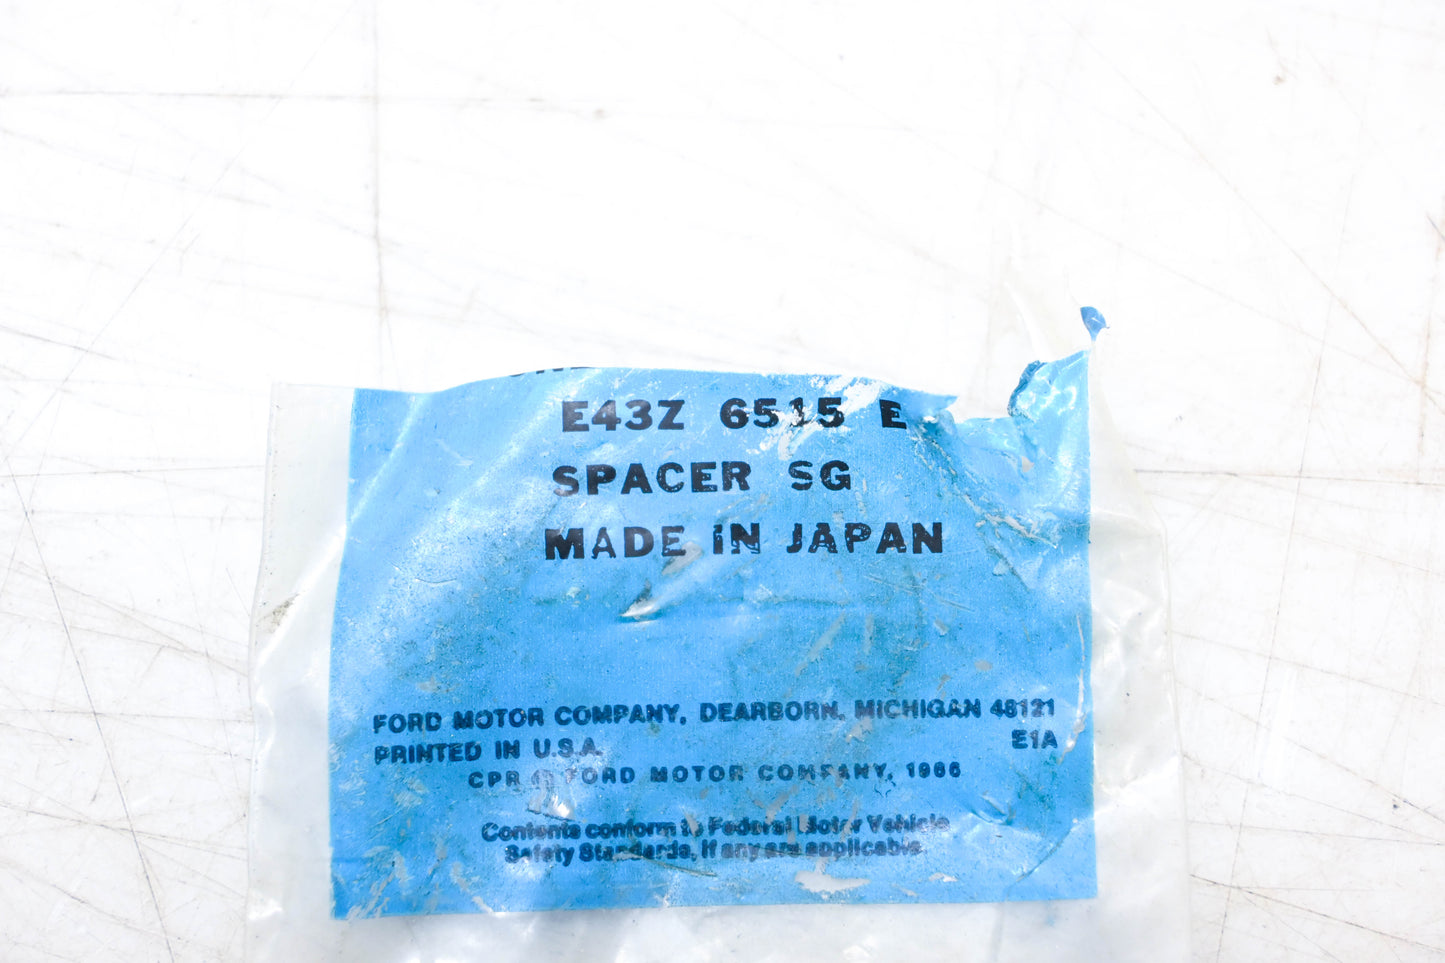 E43Z 6515 E
SPACER SG
MADE IN JAPAN
FORD MOTOR COMPANY, DEARBORN, MICHIGAN 48121
PRINTED IN U.S.A. E1A
CPR © FORD MOTOR COMPANY, 1986
Contents conform to Federal Motor Vehicle
Safety Standards, if any are applicable.